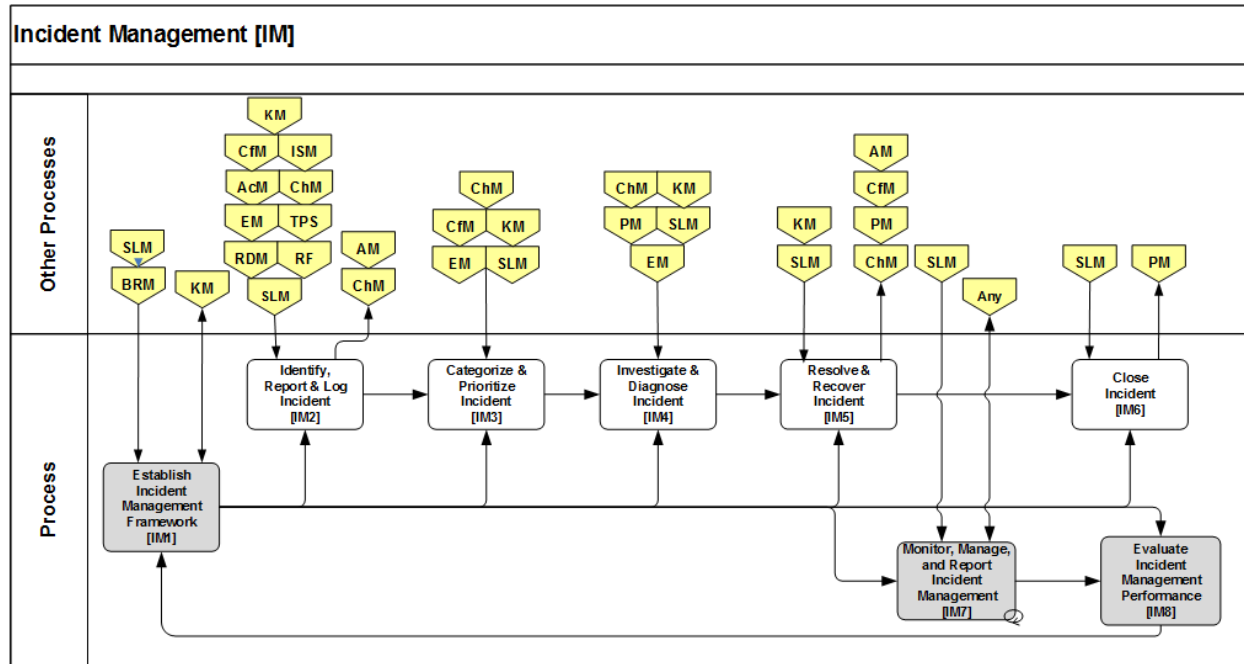 Incident Management [IM]
Other Processes
SLM
BRM
KM
KM
CfM ISM
AcM ChM
EM TPS
RDM RF
SLM
AM
ChM
ChM
CfM KM
EM SLM
ChM KM
PM SLM
EM
KM
SLM
AM
CfM
PM
ChM
SLM
Any
SLM
PM
Process
Establish
Incident
Management
Framework
[IM1]
Identify,
Report & Log
Incident
[IM2]
Categorize &
Prioritize
Incident
[IM3]
Investigate &
Diagnose
Incident
[IM4]
Resolve &
Recover
Incident
[IM5]
Close
Incident
[IM6]
Monitor, Manage,
and Report
Incident
Management
[IM7]
Evaluate
Incident
Management
Performance
[IM8]